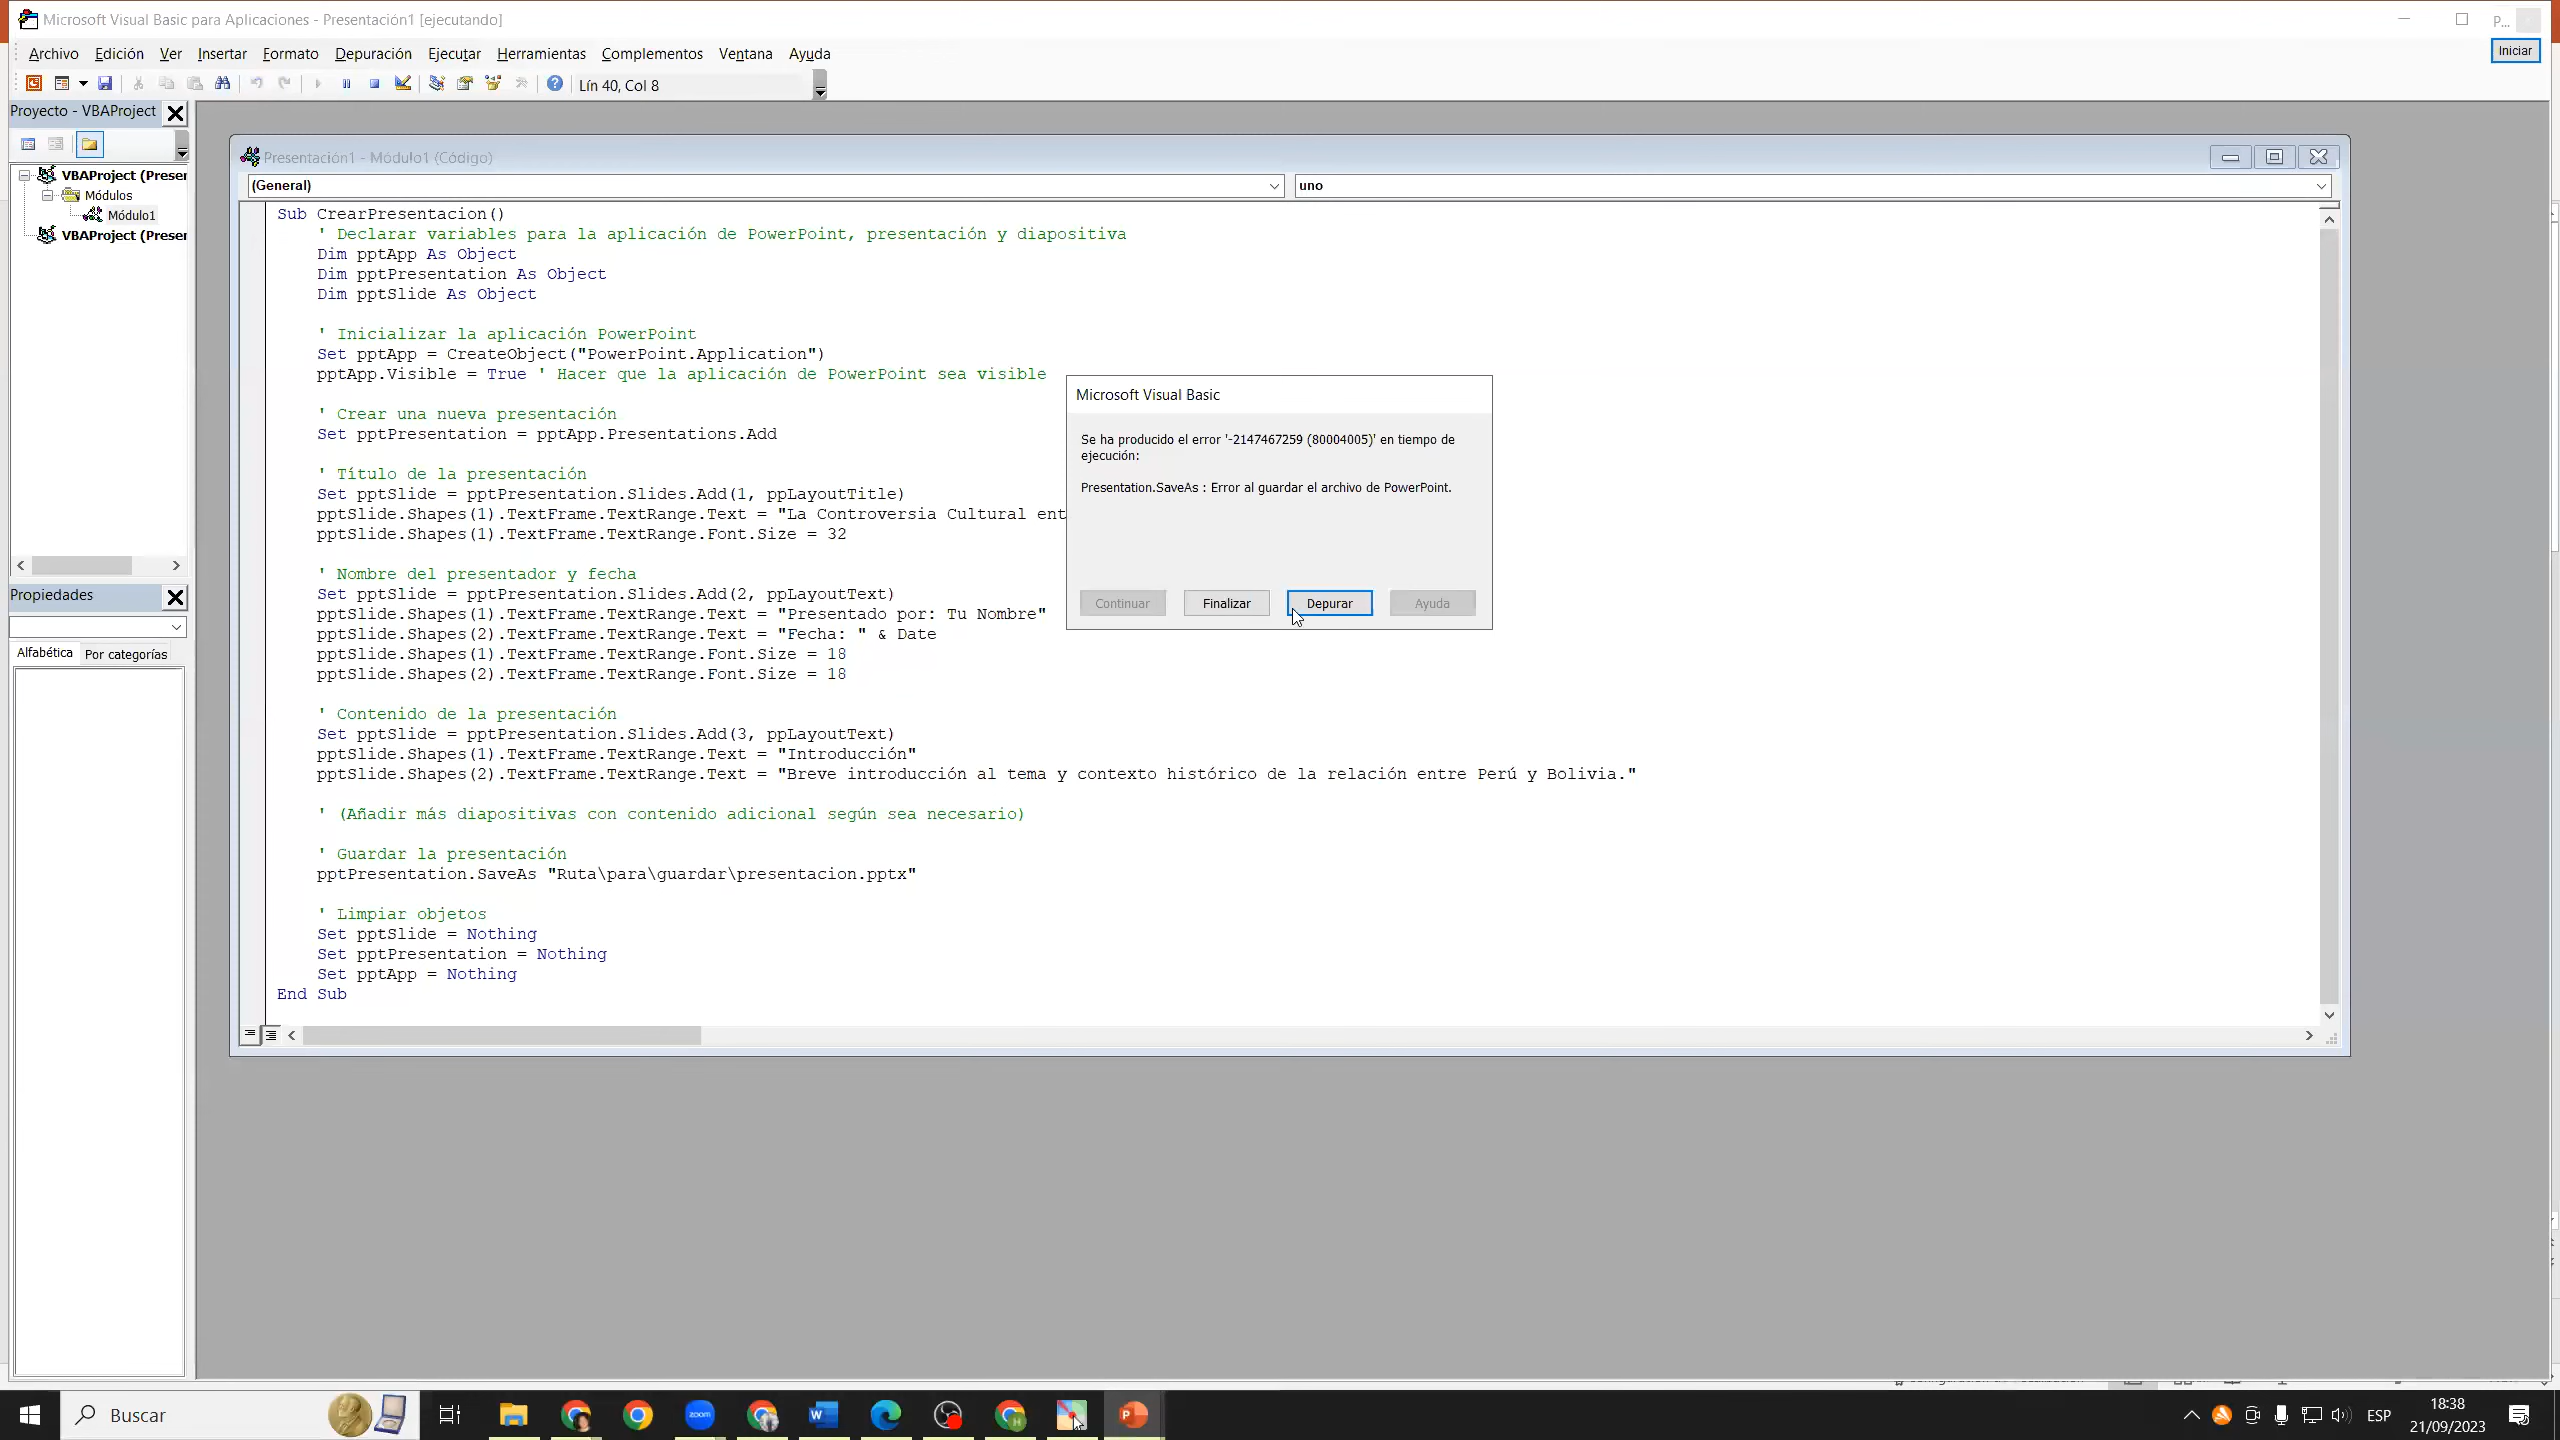 Microsoft Visual Basic para Aplicaciones - Presentación1 [ejecutando]
P...
Iniciar
Archivo Edición Ver Insertar Formato Depuración Ejecutar Herramientas Complementos Ventana Ayuda
Lín 40, Col 8
Proyecto - VBAProject
VBAProject (Preser
Módulos
Módulo1
VBAProject (Preser
Propiedades
Alfabética Por categorías
Presentación1 - Módulo1 (Código)
(General) uno
Sub CrearPresentacion()
' Declarar variables para la aplicación de PowerPoint, presentación y diapositiva
Dim pptApp As Object
Dim pptPresentation As Object
Dim pptSlide As Object
' Inicializar la aplicación PowerPoint
Set pptApp = CreateObject("PowerPoint.Application")
pptApp.Visible = True ' Hacer que la aplicación de PowerPoint sea visible
' Crear una nueva presentación
Set pptPresentation = pptApp.Presentations.Add
' Título de la presentación
Set pptSlide = pptPresentation.Slides.Add(1, ppLayoutTitle)
pptSlide.Shapes(1).TextFrame.TextRange.Text = "La Controversia Cultural ent
pptSlide.Shapes(1).TextFrame.TextRange.Font.Size = 32
' Nombre del presentador y fecha
Set pptSlide = pptPresentation.Slides.Add(2, ppLayoutText)
pptSlide.Shapes(1).TextFrame.TextRange.Text = "Presentado por: Tu Nombre"
pptSlide.Shapes(2).TextFrame.TextRange.Text = "Fecha: " & Date
pptSlide.Shapes(1).TextFrame.TextRange.Font.Size = 18
pptSlide.Shapes(2).TextFrame.TextRange.Font.Size = 18
' Contenido de la presentación
Set pptSlide = pptPresentation.Slides.Add(3, ppLayoutText)
pptSlide.Shapes(1).TextFrame.TextRange.Text = "Introducción"
pptSlide.Shapes(2).TextFrame.TextRange.Text = "Breve introducción al tema y contexto histórico de la relación entre Perú y Bolivia."
' (Añadir más diapositivas con contenido adicional según sea necesario)
' Guardar la presentación
pptPresentation.SaveAs "Ruta\para\guardar\presentacion.pptx"
' Limpiar objetos
Set pptSlide = Nothing
Set pptPresentation = Nothing
Set pptApp = Nothing
End Sub
Microsoft Visual Basic
Se ha producido el error '-2147467259 (80004005)' en tiempo de
ejecución:
Presentation.SaveAs : Error al guardar el archivo de PowerPoint.
Continuar Finalizar Depurar Ayuda
Buscar
zoom
ESP
18:38
21/09/2023